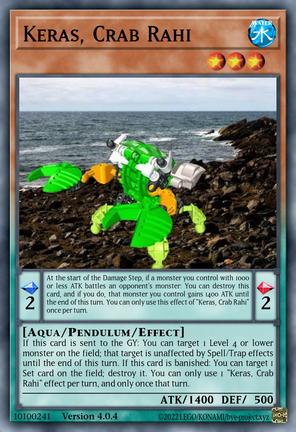 Keras, Crab Rahi
WATER
水
At the start of the Damage Step, if a monster you control with 1000
or less ATK battles an opponent's monster: You can destroy this
card, and if you do, that monster you control gains 1400 ATK until
the end of this turn. You can only use this effect of "Keras, Crab Rahi"
once per turn.
2
2
[Aqua/Pendulum/Effect]
If this card is sent to the GY: You can target 1 Level 4 or
lower monster on the field; that target is unaffected by Spell/Trap effects
until the end of this turn. If this card is banished: You can target 1
Set card on the field; destroy it. You can only use 1 "Keras, Crab
Rahi" effect per turn, and only once that turn.
ATK/1400 DEF/ 500
10100241 Version 4.0.4 ©2022LEGO/KONAMI/bye-project.xyz